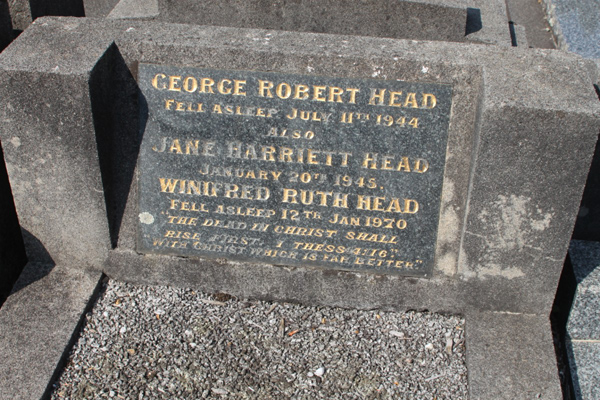 GEORGE ROBERT HEAD
FELL ASLEEP JULY 11TH 1944
ALSO
JANE HARRIETT HEAD
JANUARY 20TH 1945.
WINIFRED RUTH HEAD
FELL ASLEEP 12TH JAN 1970
"THE DEAD IN CHRIST SHALL
RISE FIRST. I THESS 4:16."
WITH CHRIST WHICH IS FAR BETTER."